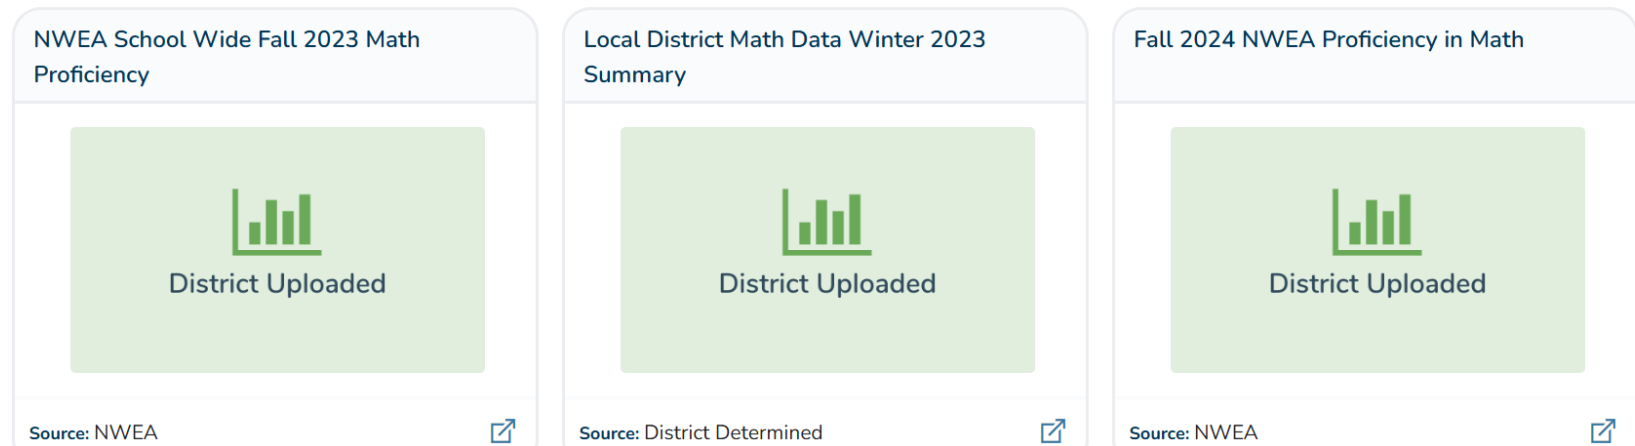 NWEA School Wide Fall 2023 Math
Proficiency
District Uploaded
Source: NWEA
Local District Math Data Winter 2023
Summary
District Uploaded
Source: District Determined
Fall 2024 NWEA Proficiency in Math
District Uploaded
Source: NWEA